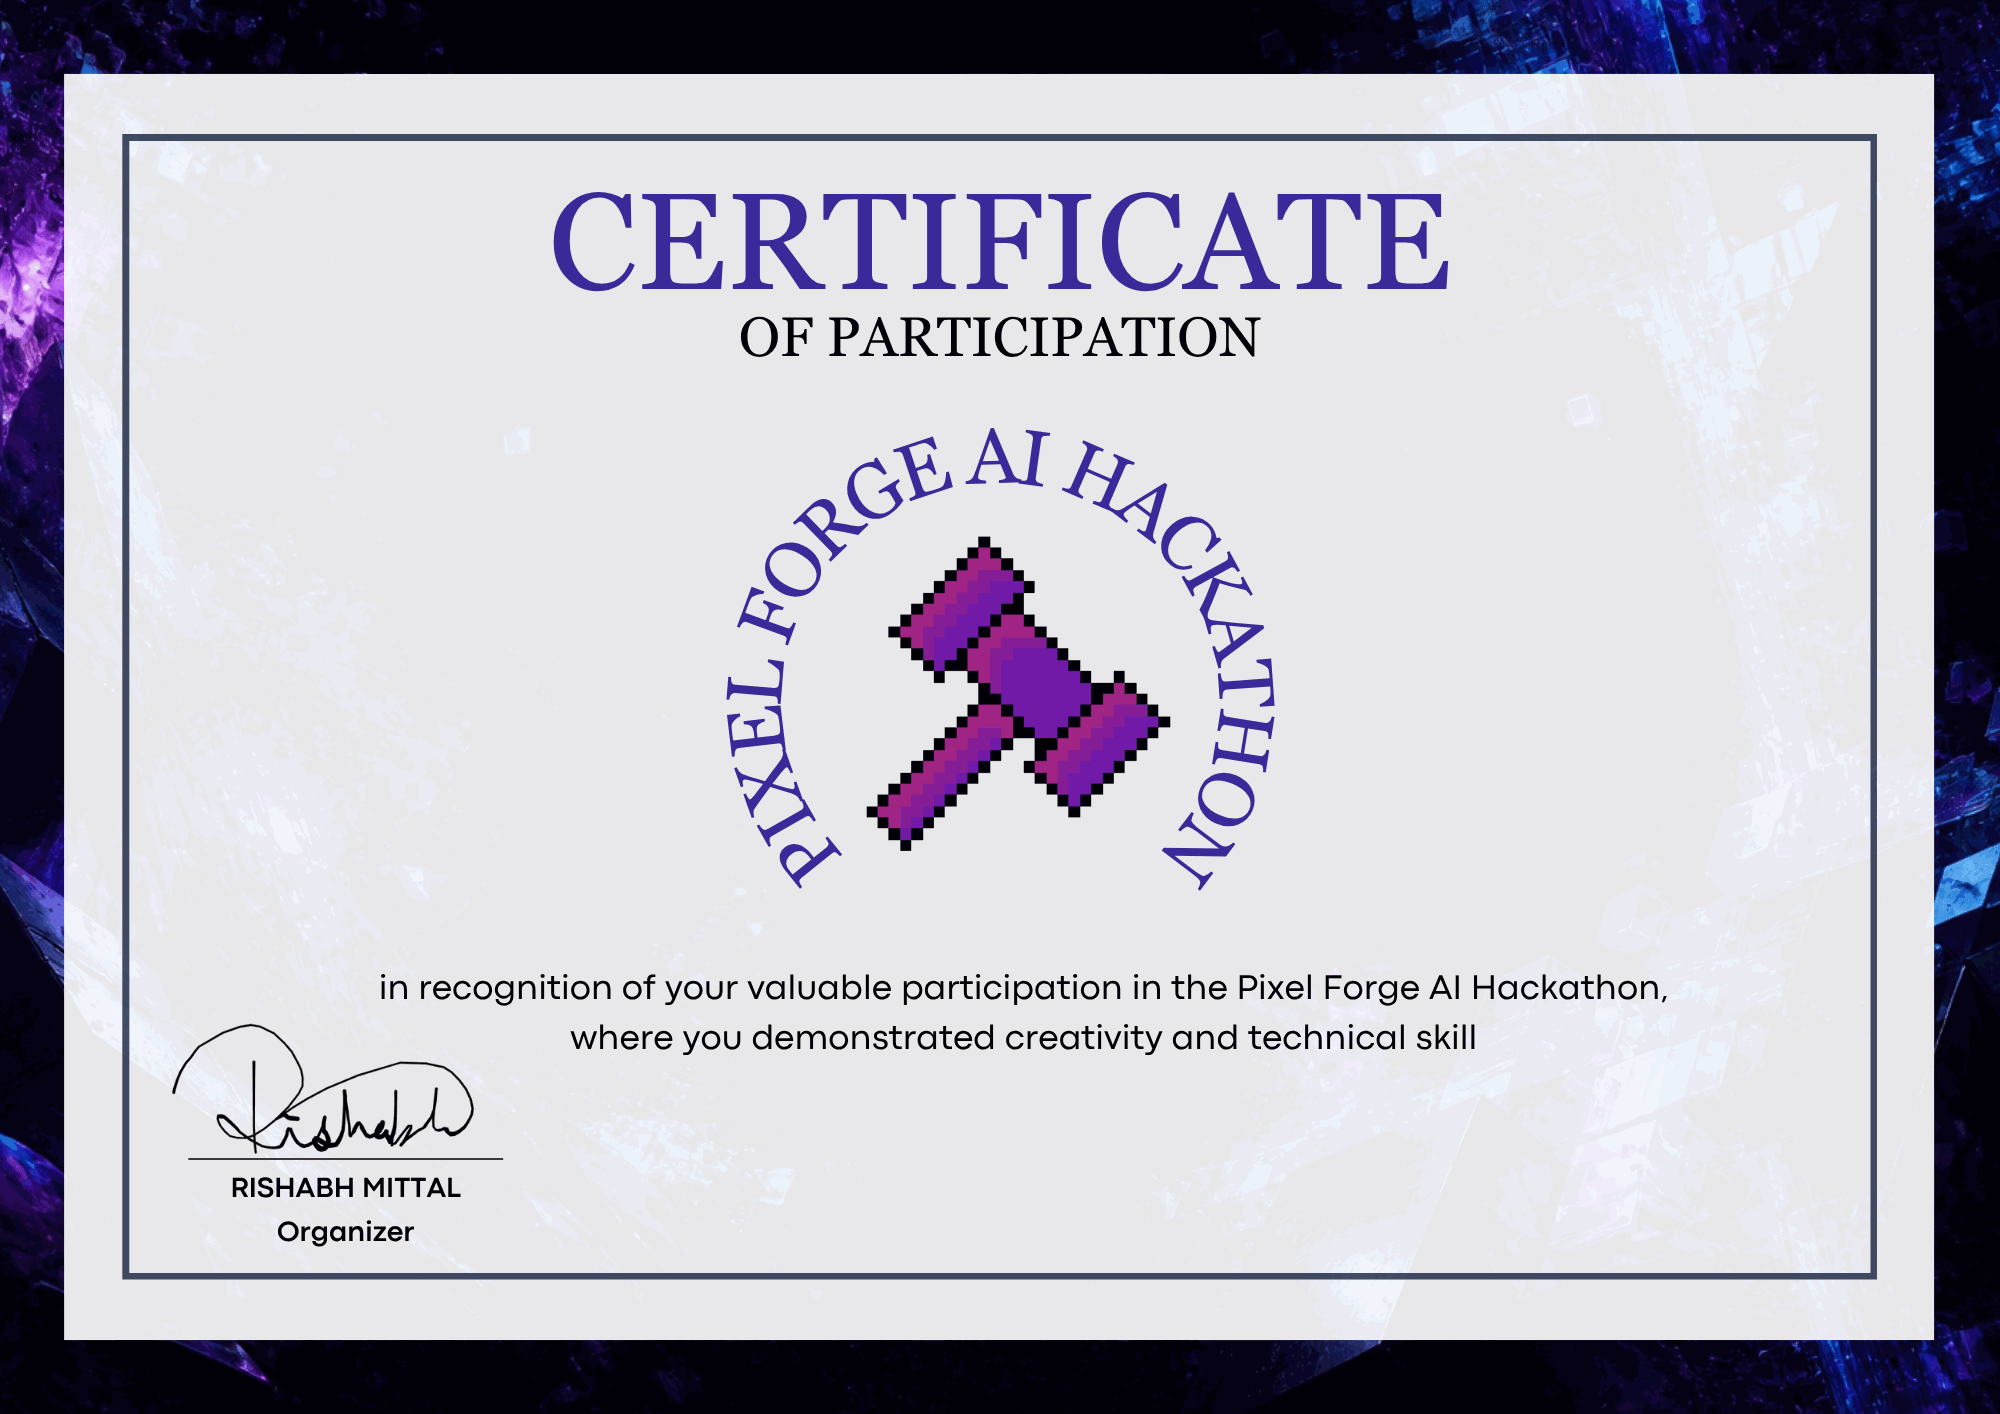 CERTIFICATE
OF PARTICIPATION
PIXEL FORGE AI HACKATHON
in recognition of your valuable participation in the Pixel Forge AI Hackathon,
where you demonstrated creativity and technical skill
Rishabh
RISHABH MITTAL
Organizer